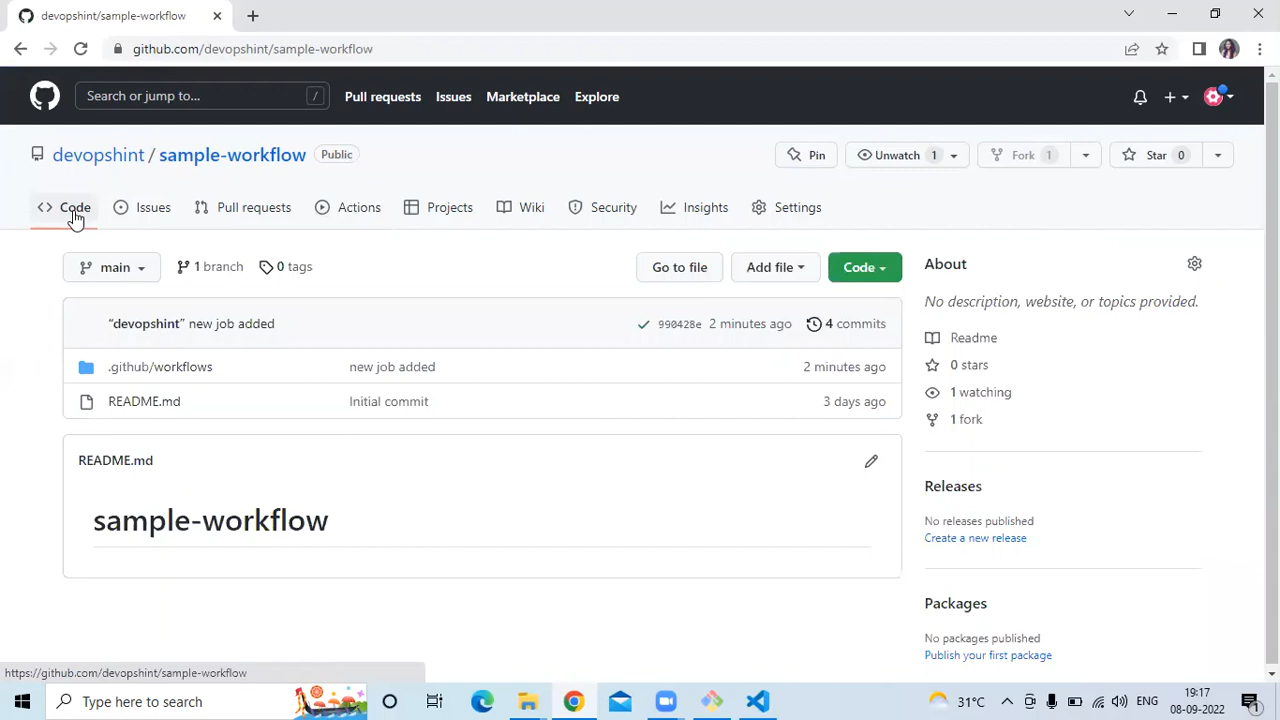 devopshint/sample-workflow
github.com/devopshint/sample-workflow
Search or jump to... /
Pull requests Issues Marketplace Explore
devopshint / sample-workflow Public
Pin Unwatch 1 Fork 1 Star 0
Code Issues Pull requests Actions Projects Wiki Security Insights Settings
main 1 branch 0 tags Go to file Add file Code
About
No description, website, or topics provided.
“devopshint” new job added 990428e 2 minutes ago 4 commits
Readme
.github/workflows new job added 2 minutes ago
0 stars
1 watching
README.md Initial commit 3 days ago
1 fork
README.md
Releases
sample-workflow
No releases published
Create a new release
Packages
No packages published
Publish your first package
https://github.com/devopshint/sample-workflow
Type here to search
31°C ENG 19:17
08-09-2022
1